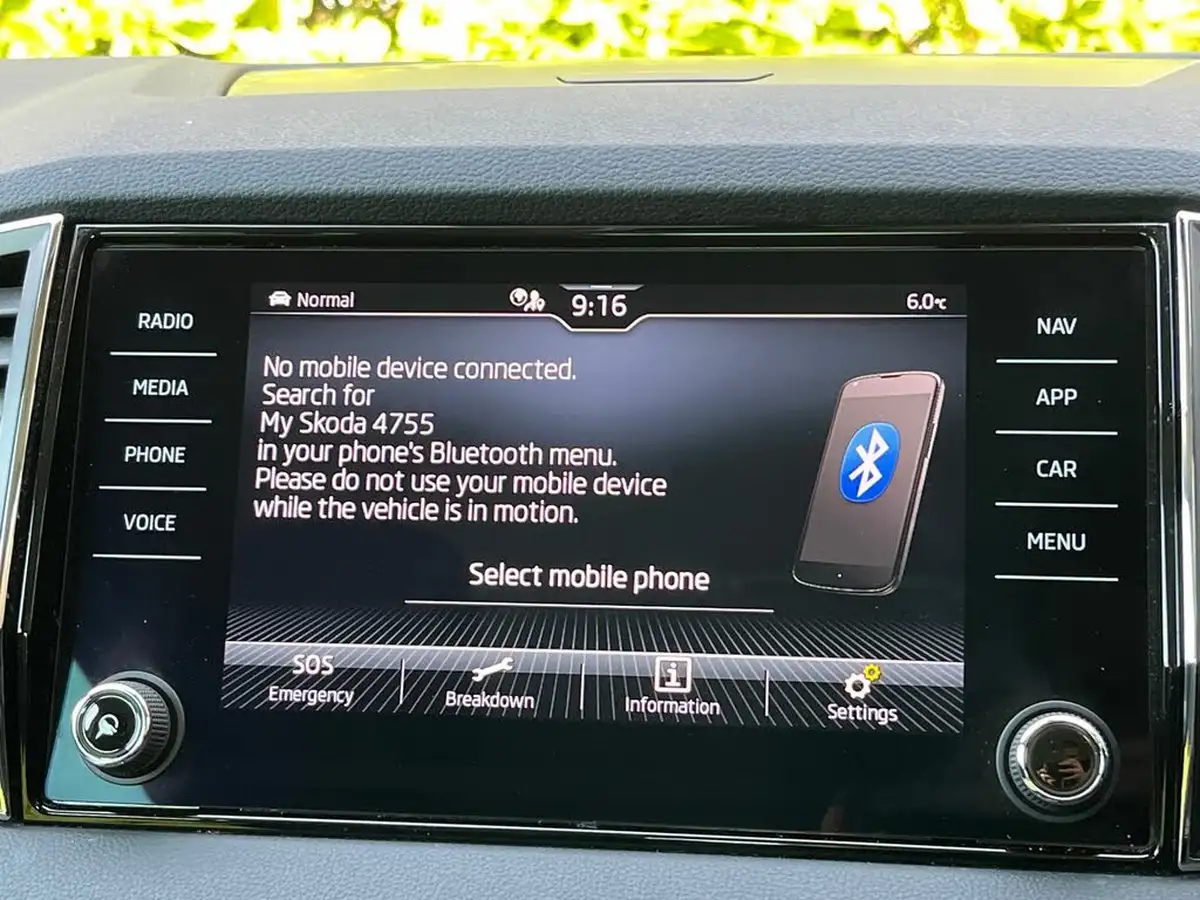 Normal
9:16
6.0°C
RADIO
MEDIA
PHONE
VOICE
No mobile device connected.
Search for
My Skoda 4755
in your phone's Bluetooth menu.
Please do not use your mobile device
while the vehicle is in motion.
Select mobile phone
SOS
Emergency
Breakdown
i
Information
Settings
NAV
APP
CAR
MENU